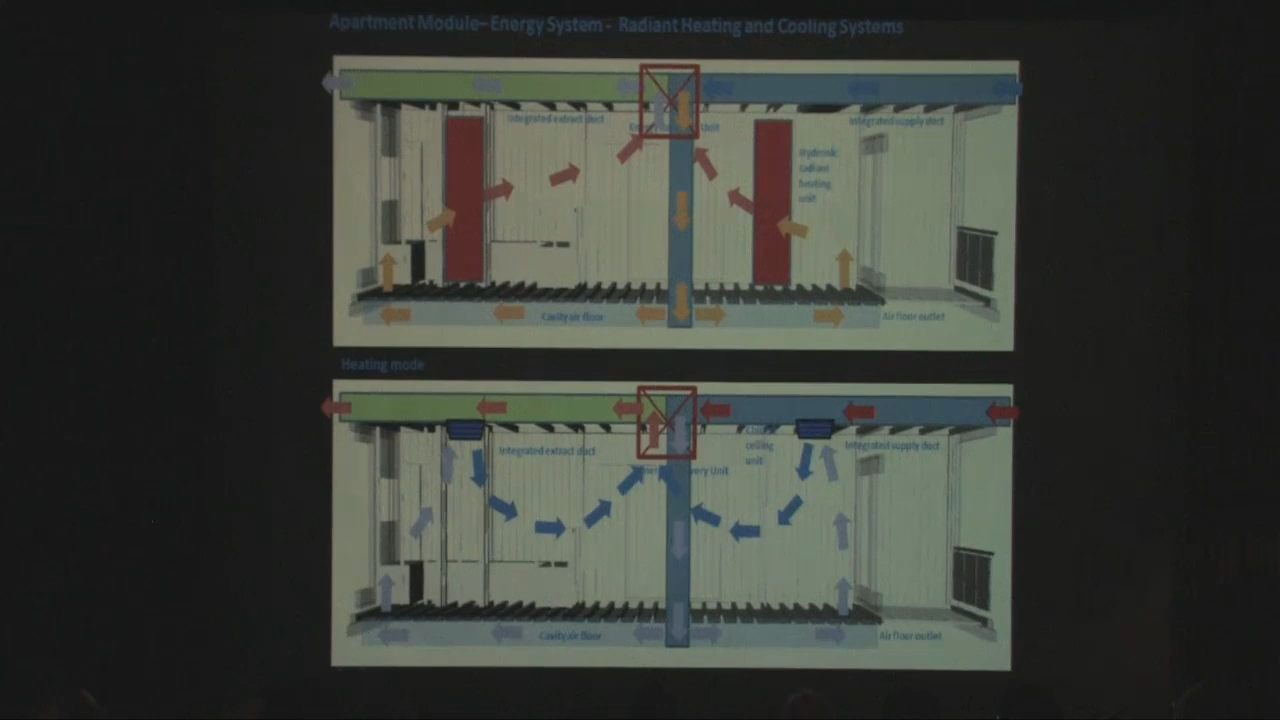 Apartment Module– Energy System - Radiant Heating and Cooling Systems
Integrated extract duct
Integrated supply duct
Hydronic
radiant
heating
unit
Cavity air floor
Air floor outlet
Heating mode
ceiling
unit
Integrated extract duct
Integrated supply duct
Unit
Cavity air floor
Air floor outlet